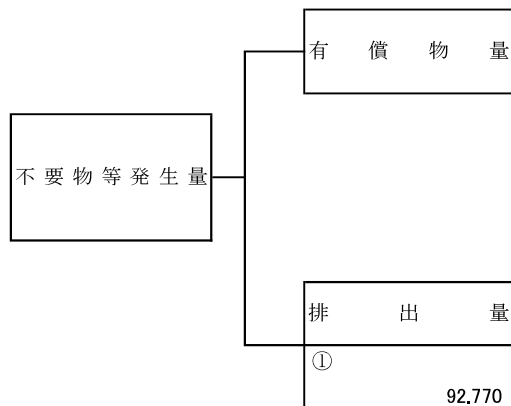 有償物量
不要物等発生量
排出量
①
92,770